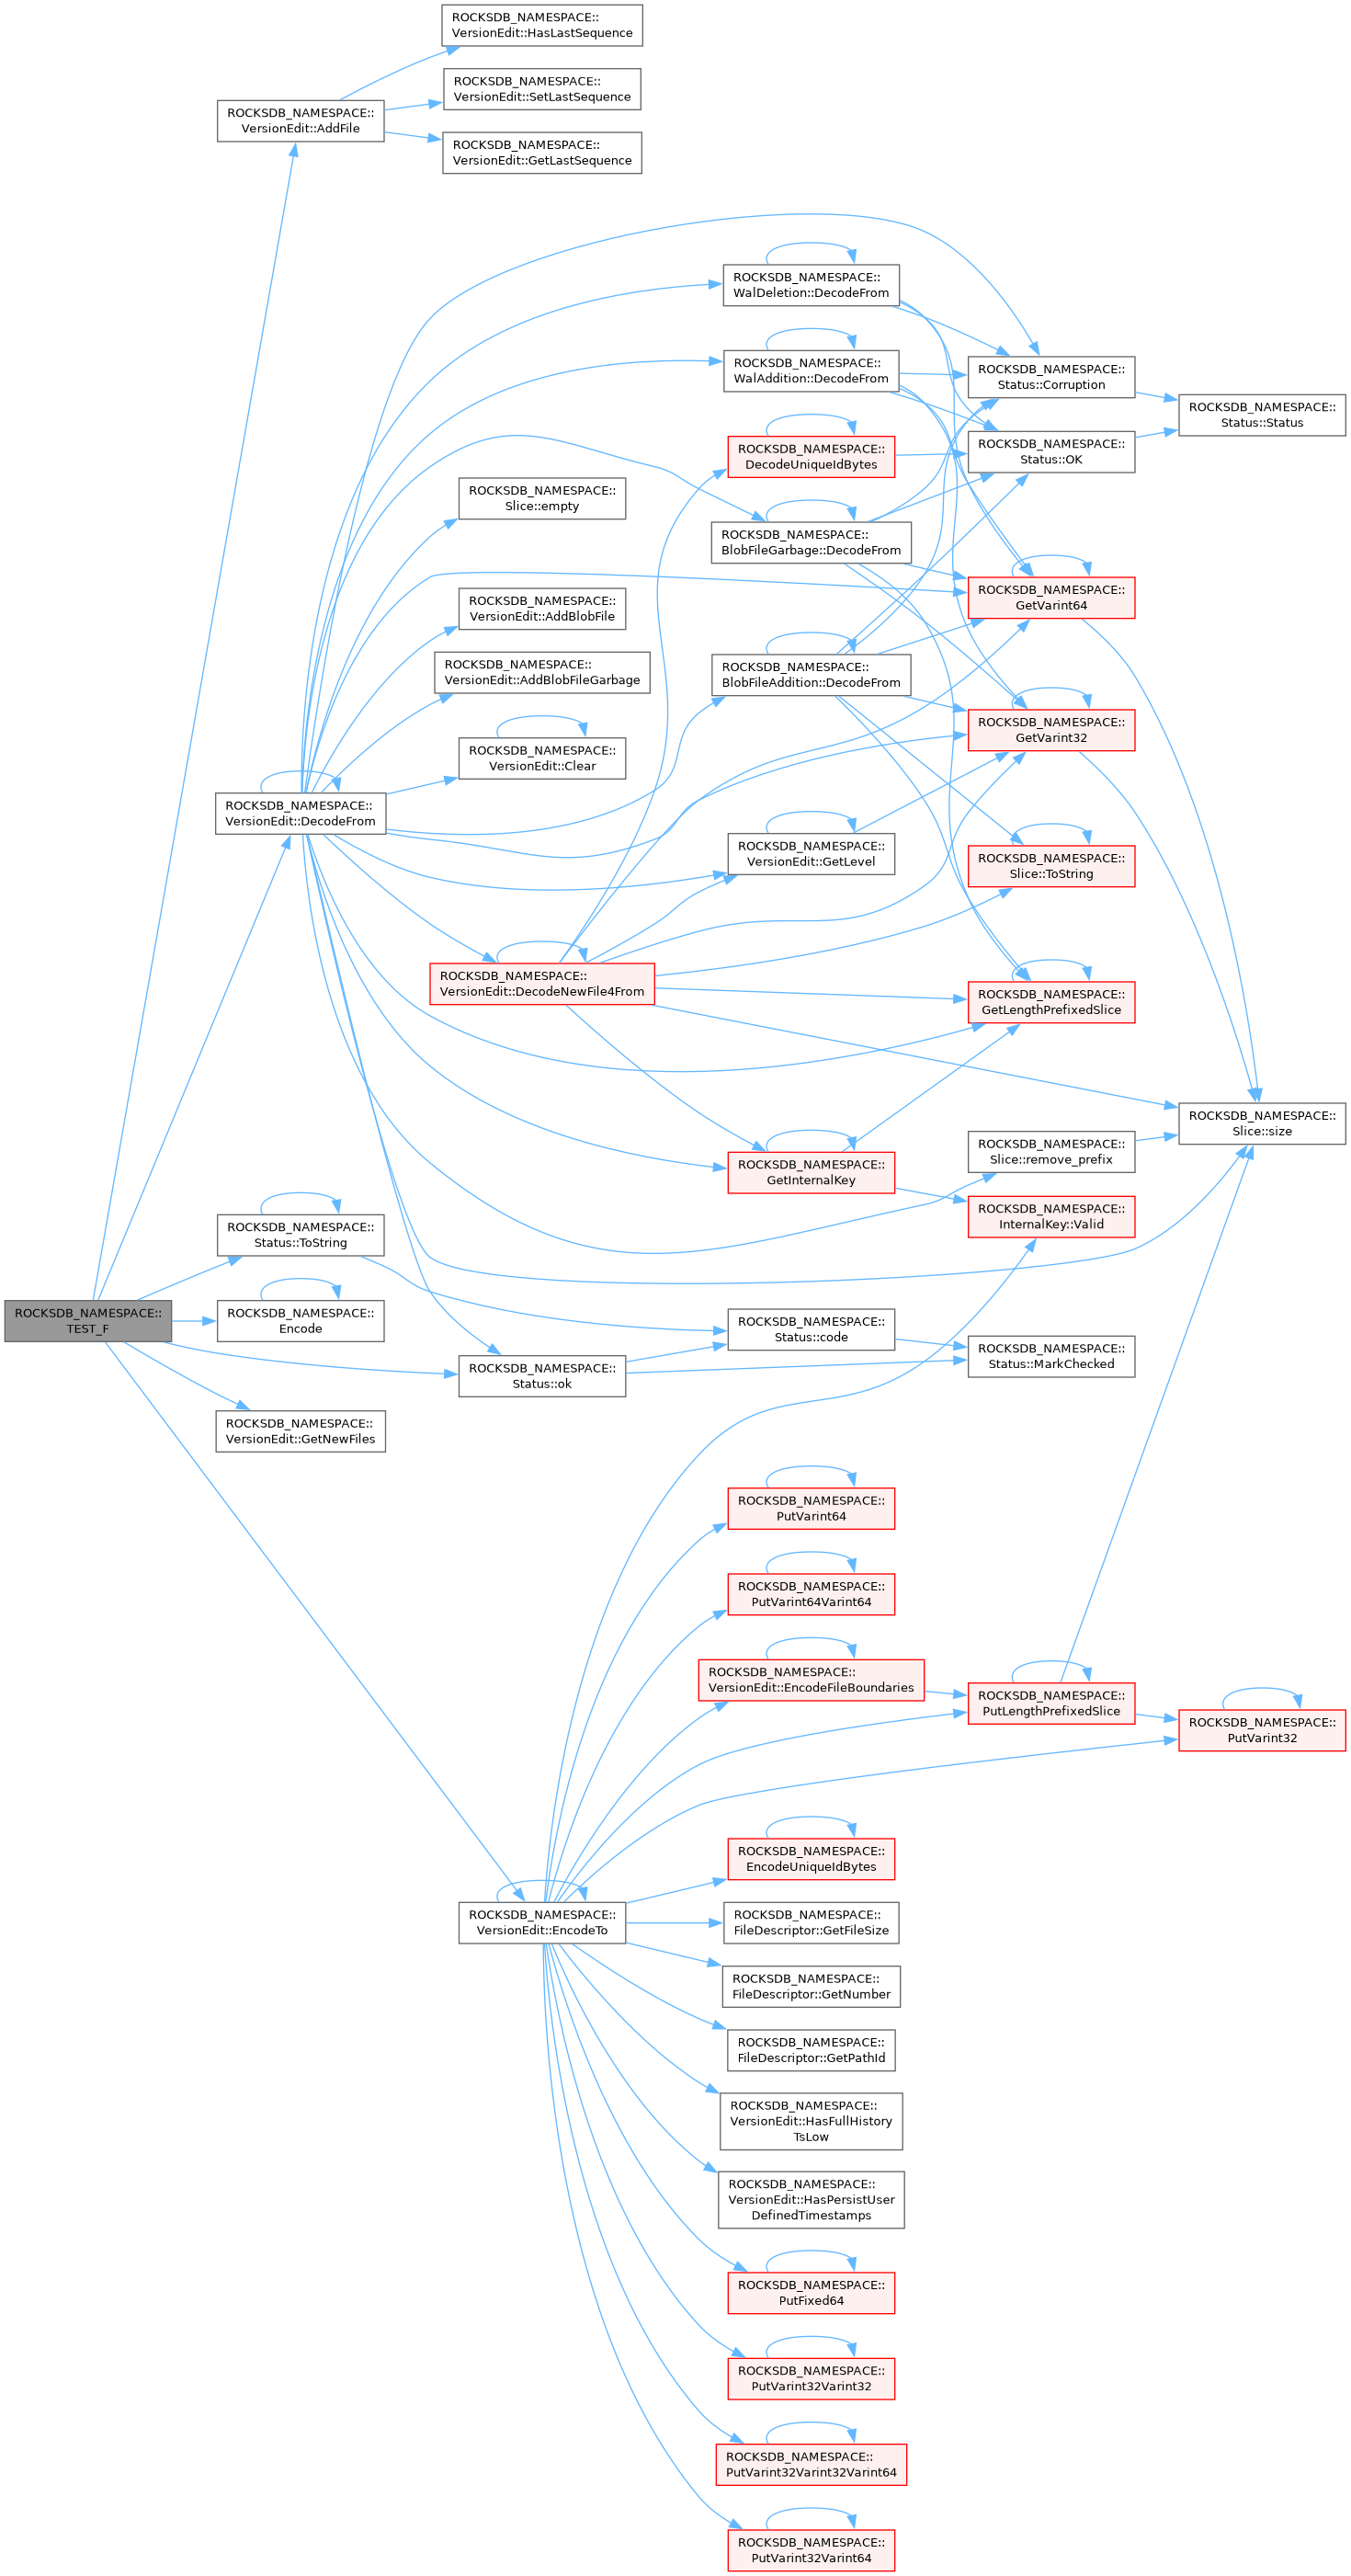 ROCKSDB_NAMESPACE::
VersionEdit::HasLastSequence
ROCKSDB_NAMESPACE::
VersionEdit::SetLastSequence
ROCKSDB_NAMESPACE::
VersionEdit::AddFile
ROCKSDB_NAMESPACE::
VersionEdit::GetLastSequence
ROCKSDB_NAMESPACE::
WalDeletion::DecodeFrom
ROCKSDB_NAMESPACE::
WalAddition::DecodeFrom
ROCKSDB_NAMESPACE::
Status::Corruption
ROCKSDB_NAMESPACE::
Status::Status
ROCKSDB_NAMESPACE::
DecodeUniqueIdBytes
ROCKSDB_NAMESPACE::
Status::OK
ROCKSDB_NAMESPACE::
Slice::empty
ROCKSDB_NAMESPACE::
BlobFileGarbage::DecodeFrom
ROCKSDB_NAMESPACE::
GetVarint64
ROCKSDB_NAMESPACE::
VersionEdit::AddBlobFile
ROCKSDB_NAMESPACE::
VersionEdit::AddBlobFileGarbage
ROCKSDB_NAMESPACE::
BlobFileAddition::DecodeFrom
ROCKSDB_NAMESPACE::
GetVarint32
ROCKSDB_NAMESPACE::
VersionEdit::Clear
ROCKSDB_NAMESPACE::
VersionEdit::DecodeFrom
ROCKSDB_NAMESPACE::
VersionEdit::GetLevel
ROCKSDB_NAMESPACE::
Slice::ToString
ROCKSDB_NAMESPACE::
VersionEdit::DecodeNewFile4From
ROCKSDB_NAMESPACE::
GetLengthPrefixedSlice
ROCKSDB_NAMESPACE::
Slice::size
ROCKSDB_NAMESPACE::
Slice::remove_prefix
ROCKSDB_NAMESPACE::
GetInternalKey
ROCKSDB_NAMESPACE::
InternalKey::Valid
ROCKSDB_NAMESPACE::
Status::ToString
ROCKSDB_NAMESPACE::
TEST_F
ROCKSDB_NAMESPACE::
Encode
ROCKSDB_NAMESPACE::
Status::code
ROCKSDB_NAMESPACE::
Status::MarkChecked
ROCKSDB_NAMESPACE::
Status::ok
ROCKSDB_NAMESPACE::
VersionEdit::GetNewFiles
ROCKSDB_NAMESPACE::
PutVarint64
ROCKSDB_NAMESPACE::
PutVarint64Varint64
ROCKSDB_NAMESPACE::
VersionEdit::EncodeFileBoundaries
ROCKSDB_NAMESPACE::
PutLengthPrefixedSlice
ROCKSDB_NAMESPACE::
PutVarint32
ROCKSDB_NAMESPACE::
EncodeUniqueIdBytes
ROCKSDB_NAMESPACE::
VersionEdit::EncodeTo
ROCKSDB_NAMESPACE::
FileDescriptor::GetFileSize
ROCKSDB_NAMESPACE::
FileDescriptor::GetNumber
ROCKSDB_NAMESPACE::
FileDescriptor::GetPathId
ROCKSDB_NAMESPACE::
VersionEdit::HasFullHistory
TsLow
ROCKSDB_NAMESPACE::
VersionEdit::HasPersistUser
DefinedTimestamps
ROCKSDB_NAMESPACE::
PutFixed64
ROCKSDB_NAMESPACE::
PutVarint32Varint32
ROCKSDB_NAMESPACE::
PutVarint32Varint32Varint64
ROCKSDB_NAMESPACE::
PutVarint32Varint64